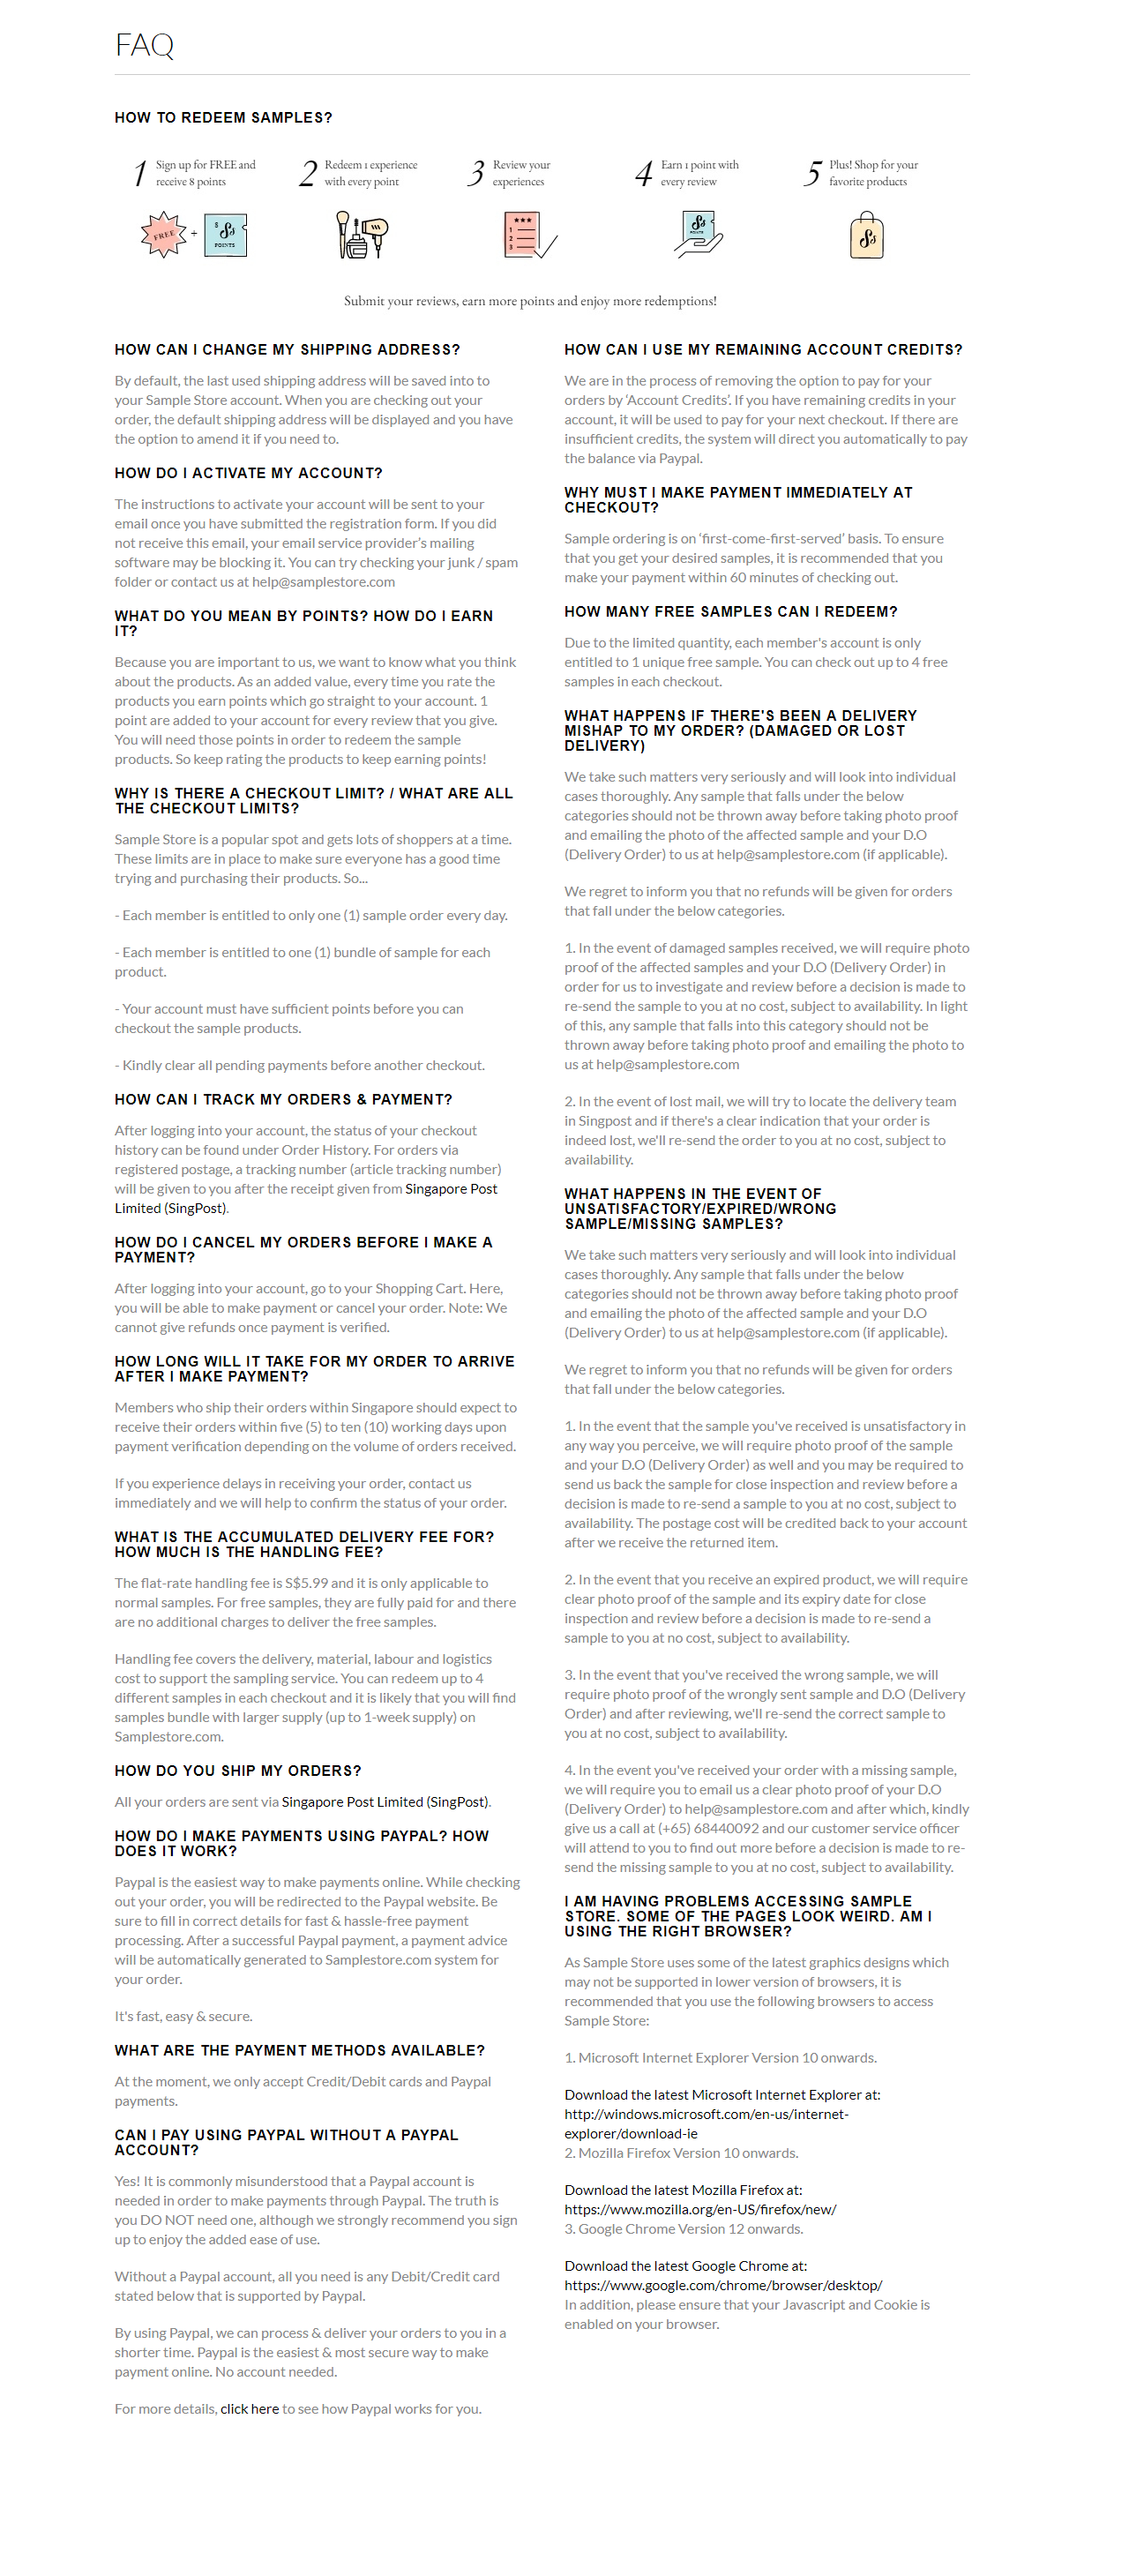 FAQ
HOW TO REDEEM SAMPLES?
1 Sign up for FREE and
receive 8 points
2 Redeem 1 experience
with every point
3 Review your
experiences
4 Earn 1 point with
every review
5 Plus! Shop for your
favorite products
FREE
+
8 Ss
POINTS
1
2
3
Ss
POINTS
Ss
Submit your reviews, earn more points and enjoy more redemptions!
HOW CAN I CHANGE MY SHIPPING ADDRESS?
By default, the last used shipping address will be saved into to
your Sample Store account. When you are checking out your
order, the default shipping address will be displayed and you have
the option to amend it if you need to.
HOW DO I ACTIVATE MY ACCOUNT?
The instructions to activate your account will be sent to your
email once you have submitted the registration form. If you did
not receive this email, your email service provider's mailing
software may be blocking it. You can try checking your junk / spam
folder or contact us at help@samplestore.com
WHAT DO YOU MEAN BY POINTS? HOW DO I EARN
IT?
Because you are important to us, we want to know what you think
about the products. As an added value, every time you rate the
products you earn points which go straight to your account. 1
point are added to your account for every review that you give.
You will need those points in order to redeem the sample
products. So keep rating the products to keep earning points!
WHY IS THERE A CHECKOUT LIMIT? / WHAT ARE ALL
THE CHECKOUT LIMITS?
Sample Store is a popular spot and gets lots of shoppers at a time.
These limits are in place to make sure everyone has a good time
trying and purchasing their products. So...
- Each member is entitled to only one (1) sample order every day.
- Each member is entitled to one (1) bundle of sample for each
product.
- Your account must have sufficient points before you can
checkout the sample products.
- Kindly clear all pending payments before another checkout.
HOW CAN I TRACK MY ORDERS & PAYMENT?
After logging into your account, the status of your checkout
history can be found under Order History. For orders via
registered postage, a tracking number (article tracking number)
will be given to you after the receipt given from Singapore Post
Limited (SingPost).
HOW DO I CANCEL MY ORDERS BEFORE I MAKE A
PAYMENT?
After logging into your account, go to your Shopping Cart. Here,
you will be able to make payment or cancel your order. Note: We
cannot give refunds once payment is verified.
HOW LONG WILL IT TAKE FOR MY ORDER TO ARRIVE
AFTER I MAKE PAYMENT?
Members who ship their orders within Singapore should expect to
receive their orders within five (5) to ten (10) working days upon
payment verification depending on the volume of orders received.
If you experience delays in receiving your order, contact us
immediately and we will help to confirm the status of your order.
WHAT IS THE ACCUMULATED DELIVERY FEE FOR?
HOW MUCH IS THE HANDLING FEE?
The flat-rate handling fee is S$5.99 and it is only applicable to
normal samples. For free samples, they are fully paid for and there
are no additional charges to deliver the free samples.
Handling fee covers the delivery, material, labour and logistics
cost to support the sampling service. You can redeem up to 4
different samples in each checkout and it is likely that you will find
samples bundle with larger supply (up to 1-week supply) on
Samplestore.com.
HOW DO YOU SHIP MY ORDERS?
All your orders are sent via Singapore Post Limited (SingPost).
HOW DO I MAKE PAYMENTS USING PAYPAL? HOW
DOES IT WORK?
Paypal is the easiest way to make payments online. While checking
out your order, you will be redirected to the Paypal website. Be
sure to fill in correct details for fast & hassle-free payment
processing. After a successful Paypal payment, a payment advice
will be automatically generated to Samplestore.com system for
your order.
It's fast, easy & secure.
WHAT ARE THE PAYMENT METHODS AVAILABLE?
At the moment, we only accept Credit/Debit cards and Paypal
payments.
CAN I PAY USING PAYPAL WITHOUT A PAYPAL
ACCOUNT?
Yes! It is commonly misunderstood that a Paypal account is
needed in order to make payments through Paypal. The truth is
you DO NOT need one, although we strongly recommend you sign
up to enjoy the added ease of use.
Without a Paypal account, all you need is any Debit/Credit card
stated below that is supported by Paypal.
By using Paypal, we can process & deliver your orders to you in a
shorter time. Paypal is the easiest & most secure way to make
payment online. No account needed.
For more details, click here to see how Paypal works for you.
HOW CAN I USE MY REMAINING ACCOUNT CREDITS?
We are in the process of removing the option to pay for your
orders by 'Account Credits'. If you have remaining credits in your
account, it will be used to pay for your next checkout. If there are
insufficient credits, the system will direct you automatically to pay
the balance via Paypal.
WHY MUST I MAKE PAYMENT IMMEDIATELY AT
CHECKOUT?
Sample ordering is on 'first-come-first-served' basis. To ensure
that you get your desired samples, it is recommended that you
make your payment within 60 minutes of checking out.
HOW MANY FREE SAMPLES CAN I REDEEM?
Due to the limited quantity, each member's account is only
entitled to 1 unique free sample. You can check out up to 4 free
samples in each checkout.
WHAT HAPPENS IF THERE'S BEEN A DELIVERY
MISHAP TO MY ORDER? (DAMAGED OR LOST
DELIVERY)
We take such matters very seriously and will look into individual
cases thoroughly. Any sample that falls under the below
categories should not be thrown away before taking photo proof
and emailing the photo of the affected sample and your D.O
(Delivery Order) to us at help@samplestore.com (if applicable).
We regret to inform you that no refunds will be given for orders
that fall under the below categories.
1. In the event of damaged samples received, we will require photo
proof of the affected samples and your D.O (Delivery Order) in
order for us to investigate and review before a decision is made to
re-send the sample to you at no cost, subject to availability. In light
of this, any sample that falls into this category should not be
thrown away before taking photo proof and emailing the photo to
us at help@samplestore.com
2. In the event of lost mail, we will try to locate the delivery team
in Singpost and if there's a clear indication that your order is
indeed lost, we'll re-send the order to you at no cost, subject to
availability.
WHAT HAPPENS IN THE EVENT OF
UNSATISFACTORY/EXPIRED/WRONG
SAMPLE/MISSING SAMPLES?
We take such matters very seriously and will look into individual
cases thoroughly. Any sample that falls under the below
categories should not be thrown away before taking photo proof
and emailing the photo of the affected sample and your D.O
(Delivery Order) to us at help@samplestore.com (if applicable).
We regret to inform you that no refunds will be given for orders
that fall under the below categories.
1. In the event that the sample you've received is unsatisfactory in
any way you perceive, we will require photo proof of the sample
and your D.O (Delivery Order) as well and you may be required to
send us back the sample for close inspection and review before a
decision is made to re-send a sample to you at no cost, subject to
availability. The postage cost will be credited back to your account
after we receive the returned item.
2. In the event that you receive an expired product, we will require
clear photo proof of the sample and its expiry date for close
inspection and review before a decision is made to re-send a
sample to you at no cost, subject to availability.
3. In the event that you've received the wrong sample, we will
require photo proof of the wrongly sent sample and D.O (Delivery
Order) and after reviewing, we'll re-send the correct sample to
you at no cost, subject to availability.
4. In the event you've received your order with a missing sample,
we will require you to email us a clear photo proof of your D.O
(Delivery Order) to help@samplestore.com and after which, kindly
give us a call at (+65) 68440092 and our customer service officer
will attend to you to find out more before a decision is made to re-
send the missing sample to you at no cost, subject to availability.
I AM HAVING PROBLEMS ACCESSING SAMPLE
STORE. SOME OF THE PAGES LOOK WEIRD. AM I
USING THE RIGHT BROWSER?
As Sample Store uses some of the latest graphics designs which
may not be supported in lower version of browsers, it is
recommended that you use the following browsers to access
Sample Store:
1. Microsoft Internet Explorer Version 10 onwards.
Download the latest Microsoft Internet Explorer at:
http://windows.microsoft.com/en-us/internet-
explorer/download-ie
2. Mozilla Firefox Version 10 onwards.
Download the latest Mozilla Firefox at:
https://www.mozilla.org/en-US/firefox/new/
3. Google Chrome Version 12 onwards.
Download the latest Google Chrome at:
https://www.google.com/chrome/browser/desktop/
In addition, please ensure that your Javascript and Cookie is
enabled on your browser.